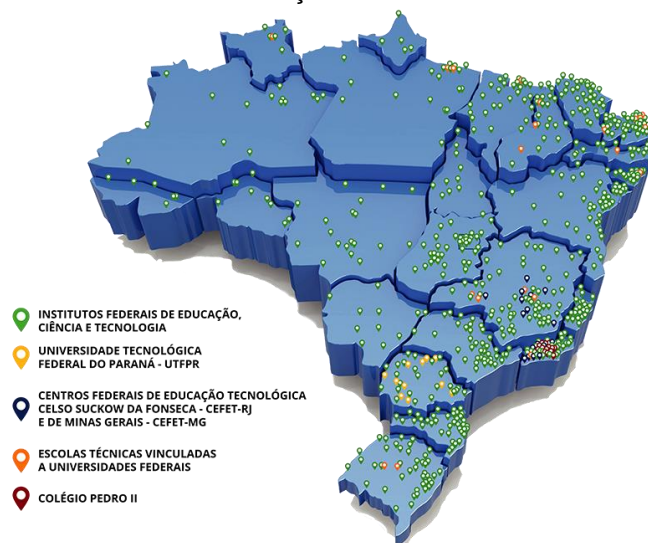 INSTITUTOS FEDERAIS DE EDUCAÇÃO,
CIÊNCIA E TECNOLOGIA
UNIVERSIDADE TECNOLÓGICA
FEDERAL DO PARANÁ - UTFPR
CENTROS FEDERAIS DE EDUCAÇÃO TECNOLÓGICA
CELSO SUCKOW DA FONSECA - CEFET-RJ
E DE MINAS GERAIS - CEFET-MG
ESCOLAS TÉCNICAS VINCULADAS
A UNIVERSIDADES FEDERAIS
COLÉGIO PEDRO II